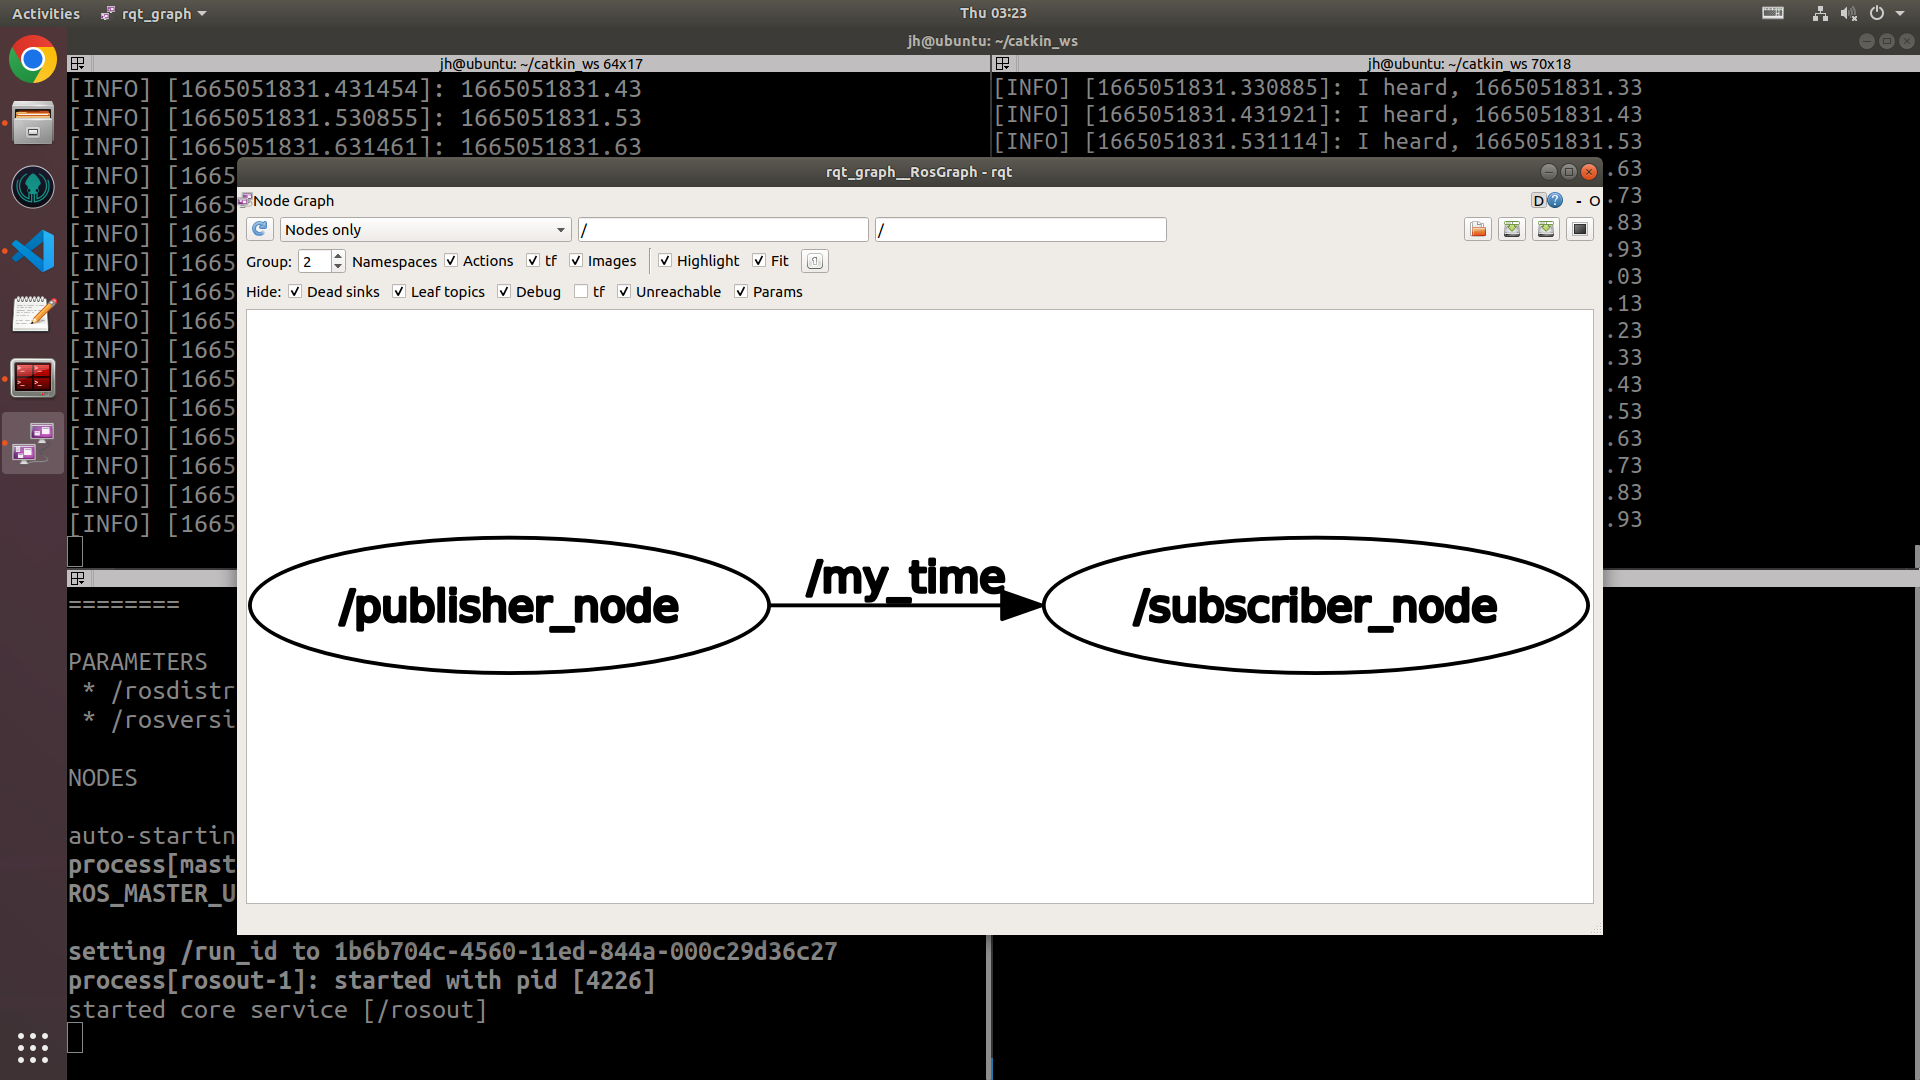 Activities rqt_graph Thu 03:23
jh@ubuntu: ~/catkin_ws
jh@ubuntu: ~/catkin_ws 64x17
[INFO] [1665051831.431454]: 1665051831.43
[INFO] [1665051831.530855]: 1665051831.53
[INFO] [1665051831.631461]: 1665051831.63
[INFO] [1665
[INFO] [1665
[INFO] [1665
[INFO] [1665
[INFO] [1665
[INFO] [1665
[INFO] [1665
[INFO] [1665
[INFO] [1665
[INFO] [1665
[INFO] [1665
[INFO] [1665
[INFO] [1665
jh@ubuntu: ~/catkin_ws 70x18
[INFO] [1665051831.330885]: I heard, 1665051831.33
[INFO] [1665051831.431921]: I heard, 1665051831.43
[INFO] [1665051831.531114]: I heard, 1665051831.53
.63
.73
.83
.93
.03
.13
.23
.33
.43
.53
.63
.73
.83
.93
rqt_graph__RosGraph - rqt
Node Graph D ? - O
Nodes only / /
Group: 2 Namespaces Actions tf Images Highlight Fit
Hide: Dead sinks Leaf topics Debug tf Unreachable Params
/publisher_node /my_time /subscriber_node
========
PARAMETERS
* /rosdistr
* /rosversi
NODES
auto-startin
process[mast
ROS_MASTER_U
setting /run_id to 1b6b704c-4560-11ed-844a-000c29d36c27
process[rosout-1]: started with pid [4226]
started core service [/rosout]